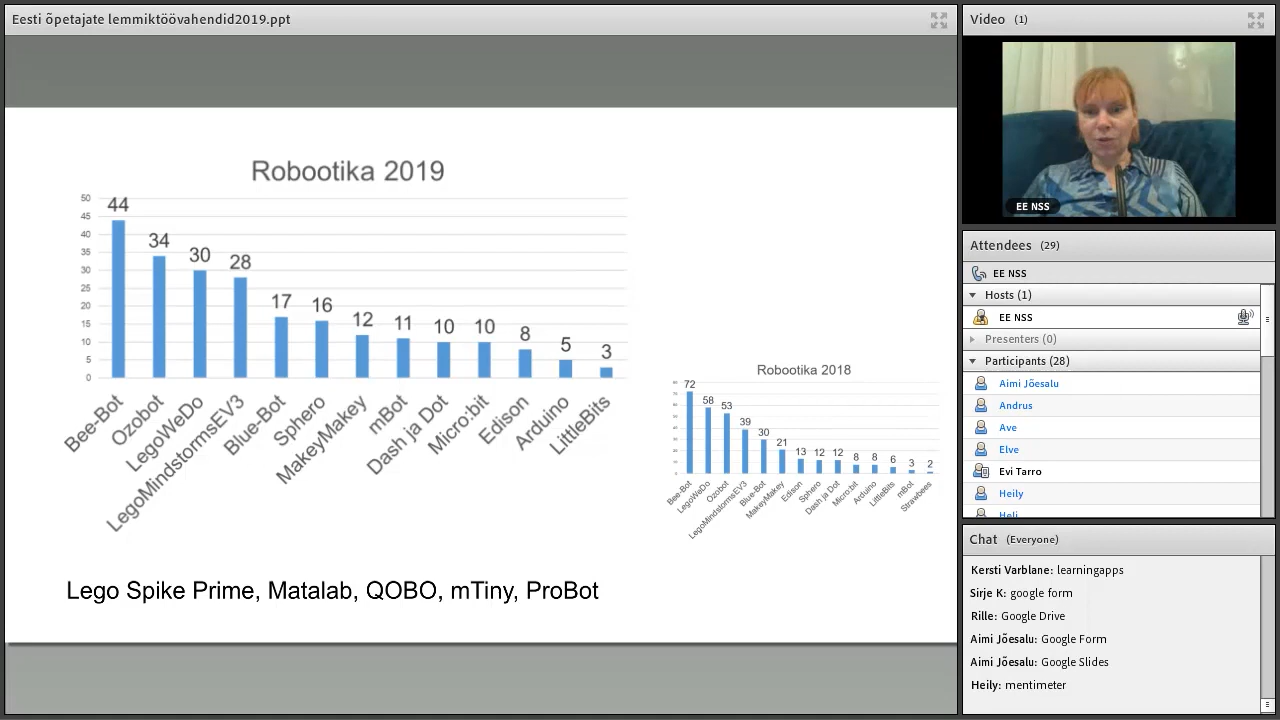 Eesti õpetajate lemmiktöövahendid2019.ppt
Robootika 2019
50
45
40
35
30
25
20
15
10
5
0
44
34
30
28
17
16
12
11
10
10
8
5
3
Bee-Bot
Ozobot
LegoWeDo
LegoMindstormsEV3
Blue-Bot
Sphero
MakeyMakey
mBot
Dash ja Dot
Micro:bit
Edison
Arduino
LittleBits
Robootika 2018
72
58
53
39
30
21
13
12
12
8
8
6
3
2
Bee-Bot
LegoWeDo
Ozobot
LegoMindstormsEV3
Blue-Bot
MakeyMakey
Edison
Sphero
Dash ja Dot
Micro:bit
Arduino
LittleBits
mBot
Strawbees
Lego Spike Prime, Matalab, QOBO, mTiny, ProBot
Video (1)
EE NSS
Attendees (29)
EE NSS
Hosts (1)
EE NSS
Presenters (0)
Participants (28)
Aimi Jõesalu
Andrus
Ave
Elve
Evi Tarro
Heily
Heli
Chat (Everyone)
Kersti Varblane: learningapps
Sirje K: google form
Rille: Google Drive
Aimi Jõesalu: Google Form
Aimi Jõesalu: Google Slides
Heily: mentimeter